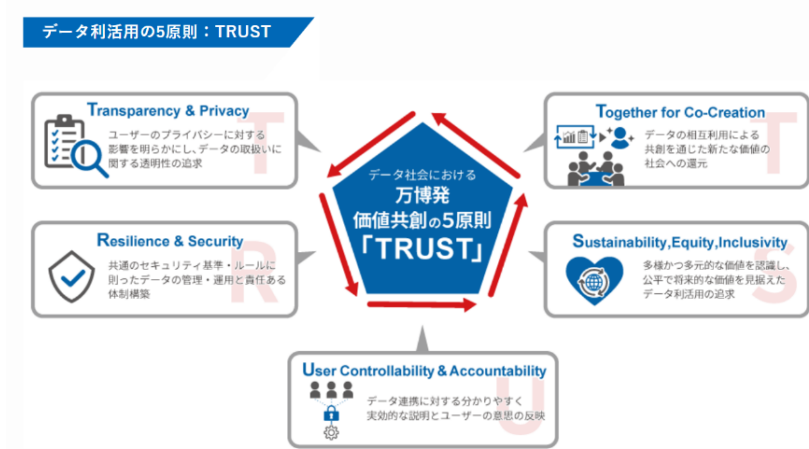 データ利活用の5原則：TRUST
Transparency & Privacy
ユーザーのプライバシーに対する
影響を明らかにし、データの取扱いに
関する透明性の追求
T
Resilience & Security
共通のセキュリティ基準・ルールに
則ったデータの管理・運用と責任ある
体制構築
R
User Controllability & Accountability
データ連携に対する分かりやすく
実効的な説明とユーザーの意思の反映
U
Sustainability,Equity,Inclusivity
多様かつ多元的な価値を認識し、
公平で将来的な価値を見据えた
データ利活用の追求
S
Together for Co-Creation
データの相互利用による
共創を通じた新たな価値の
社会への還元
T
データ社会における
万博発
価値共創の5原則
「TRUST」